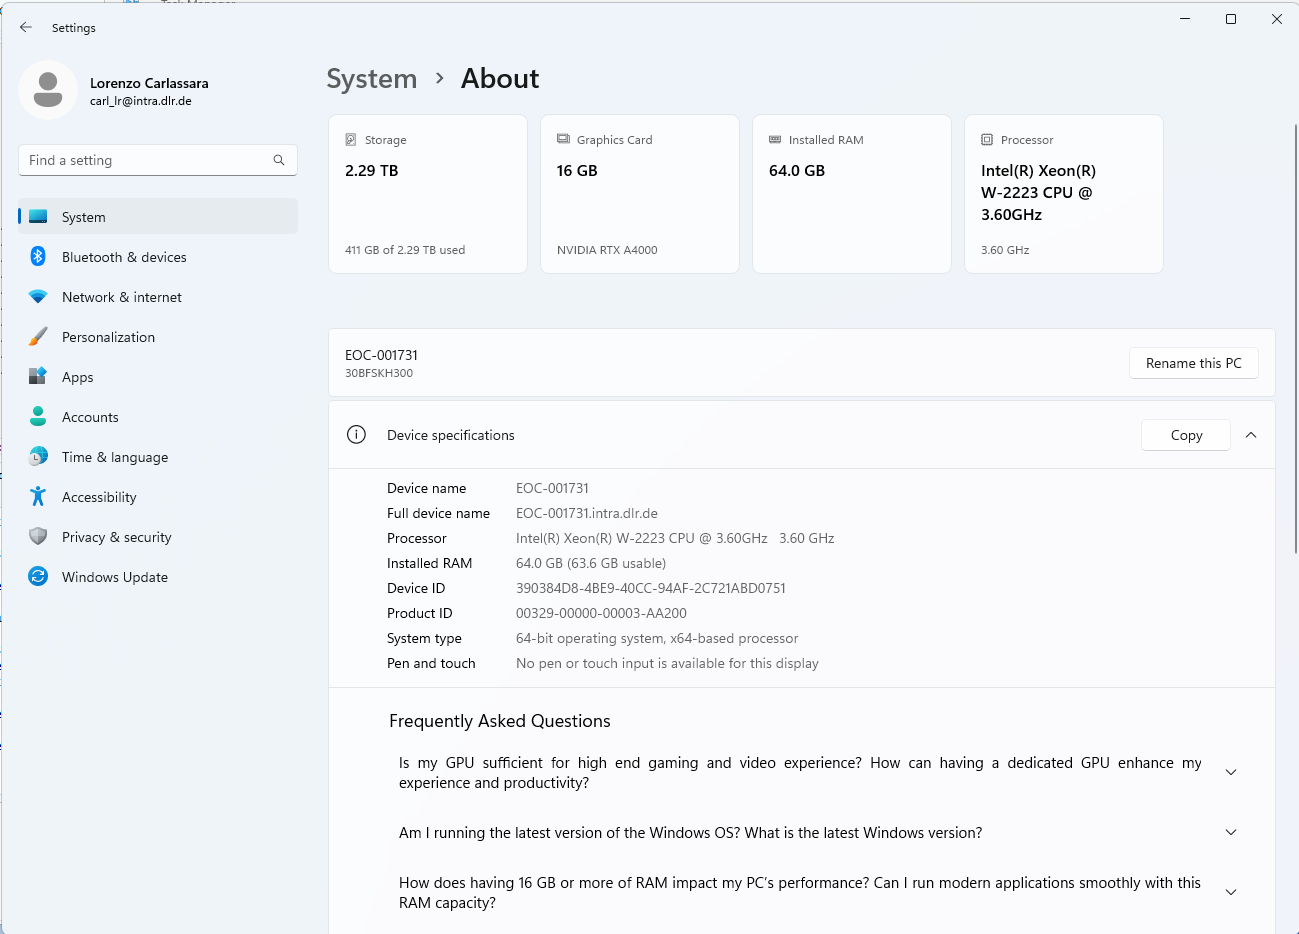 Settings
Lorenzo Carlassara
carl_lr@intra.dlr.de
Find a setting
System
Bluetooth & devices
Network & internet
Personalization
Apps
Accounts
Time & language
Accessibility
Privacy & security
Windows Update
System > About
Storage
2.29 TB
411 GB of 2.29 TB used
Graphics Card
16 GB
NVIDIA RTX A4000
Installed RAM
64.0 GB
Processor
Intel(R) Xeon(R)
W-2223 CPU @
3.60GHz
3.60 GHz
EOC-001731
30BFSKH300
Rename this PC
Device specifications
Copy
Device name EOC-001731
Full device name EOC-001731.intra.dlr.de
Processor Intel(R) Xeon(R) W-2223 CPU @ 3.60GHz 3.60 GHz
Installed RAM 64.0 GB (63.6 GB usable)
Device ID 390384D8-4BE9-40CC-94AF-2C721ABD0751
Product ID 00329-00000-00003-AA200
System type 64-bit operating system, x64-based processor
Pen and touch No pen or touch input is available for this display
Frequently Asked Questions
Is my GPU sufficient for high end gaming and video experience? How can having a dedicated GPU enhance my
experience and productivity?
Am I running the latest version of the Windows OS? What is the latest Windows version?
How does having 16 GB or more of RAM impact my PC's performance? Can I run modern applications smoothly with this
RAM capacity?